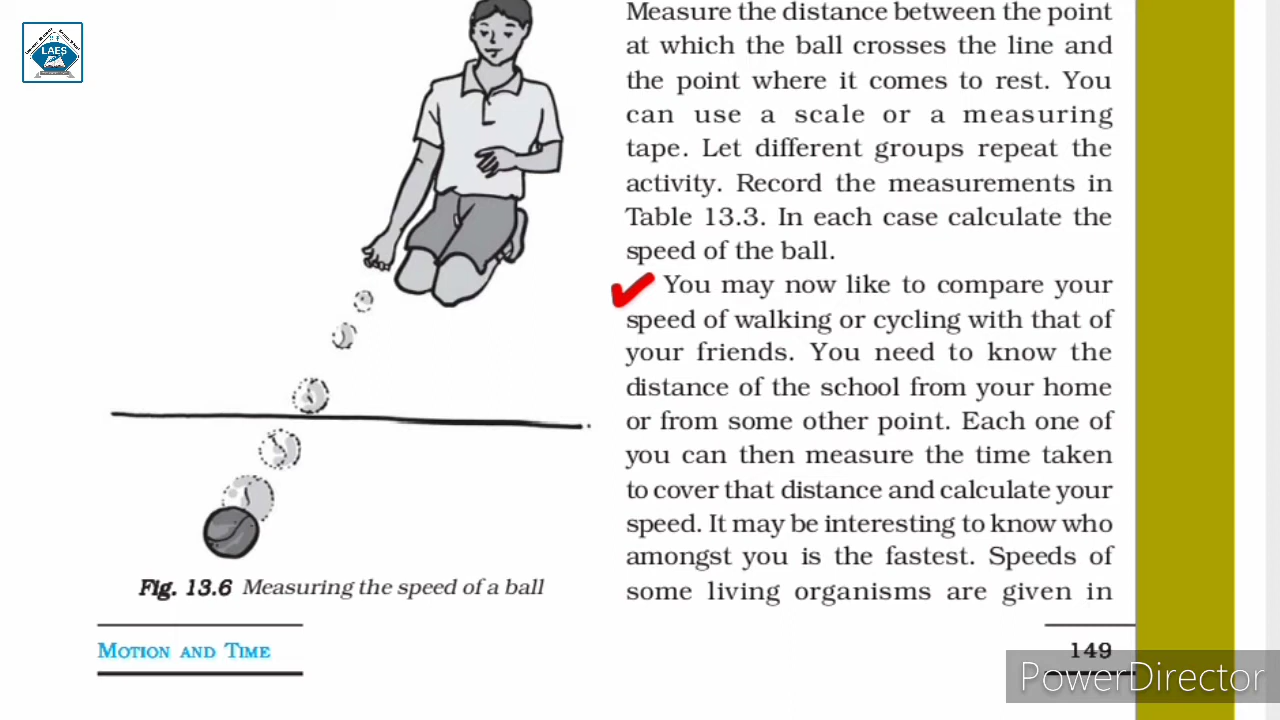 LAES
Measure the distance between the point
at which the ball crosses the line and
the point where it comes to rest. You
can use a scale or a measuring
tape. Let different groups repeat the
activity. Record the measurements in
Table 13.3. In each case calculate the
speed of the ball.
You may now like to compare your
speed of walking or cycling with that of
your friends. You need to know the
distance of the school from your home
or from some other point. Each one of
you can then measure the time taken
to cover that distance and calculate your
speed. It may be interesting to know who
amongst you is the fastest. Speeds of
some living organisms are given in
Fig. 13.6 Measuring the speed of a ball
MOTION AND TIME
149
PowerDirector